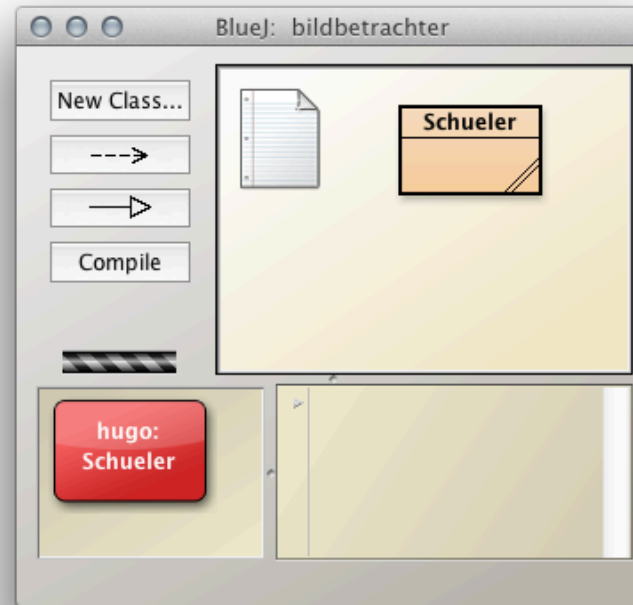 BlueJ: bildbetrachter
New Class...
Schueler
Compile
hugo:
Schueler